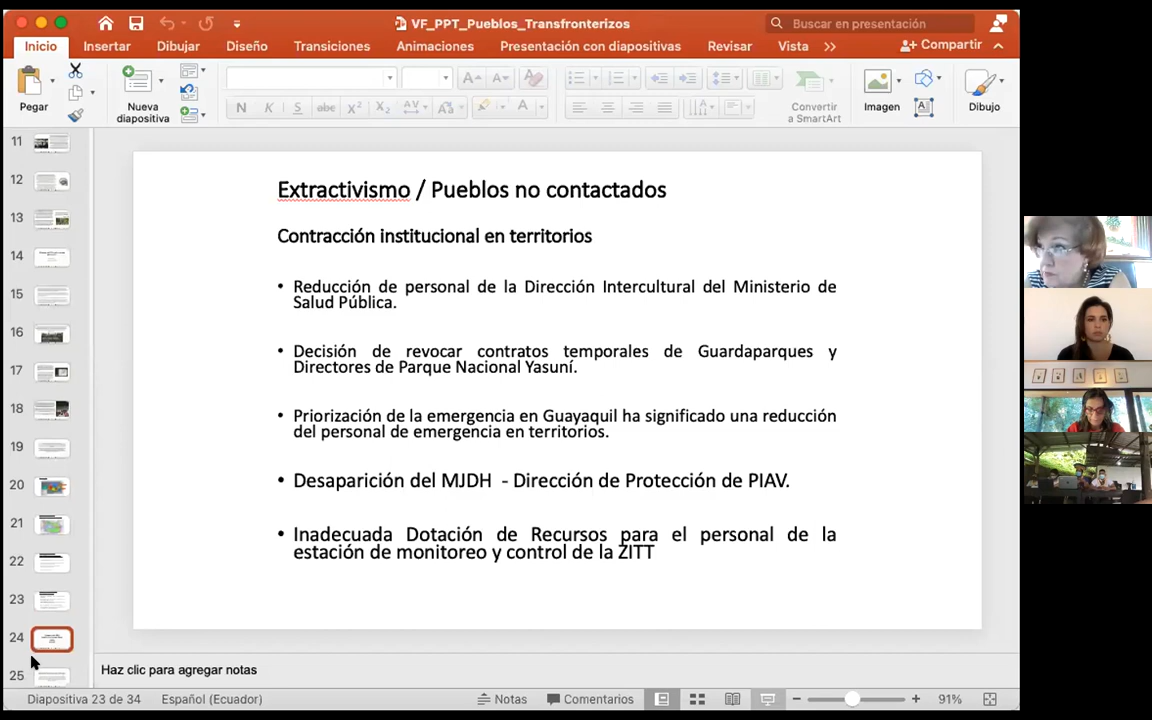 VF_PPT_Pueblos_Transfronterizos
Buscar en presentación
Inicio
Insertar
Dibujar
Diseño
Transiciones
Animaciones
Presentación con diapositivas
Revisar
Vista
Compartir
Pegar
Nueva
diapositiva
N K S abc X² X₂ AV Aa A
Convertir
a SmartArt
Imagen
Dibujo
11
12
13
14
15
16
17
18
19
20
21
22
23
24
25
Extractivismo / Pueblos no contactados
Contracción institucional en territorios
• Reducción de personal de la Dirección Intercultural del Ministerio de
Salud Pública.
• Decisión de revocar contratos temporales de Guardaparques y
Directores de Parque Nacional Yasuní.
• Priorización de la emergencia en Guayaquil ha significado una reducción
del personal de emergencia en territorios.
• Desaparición del MJDH - Dirección de Protección de PIAV.
• Inadecuada Dotación de Recursos para el personal de la
estación de monitoreo y control de la ZITT
Haz clic para agregar notas
Diapositiva 23 de 34
Español (Ecuador)
Notas
Comentarios
91%